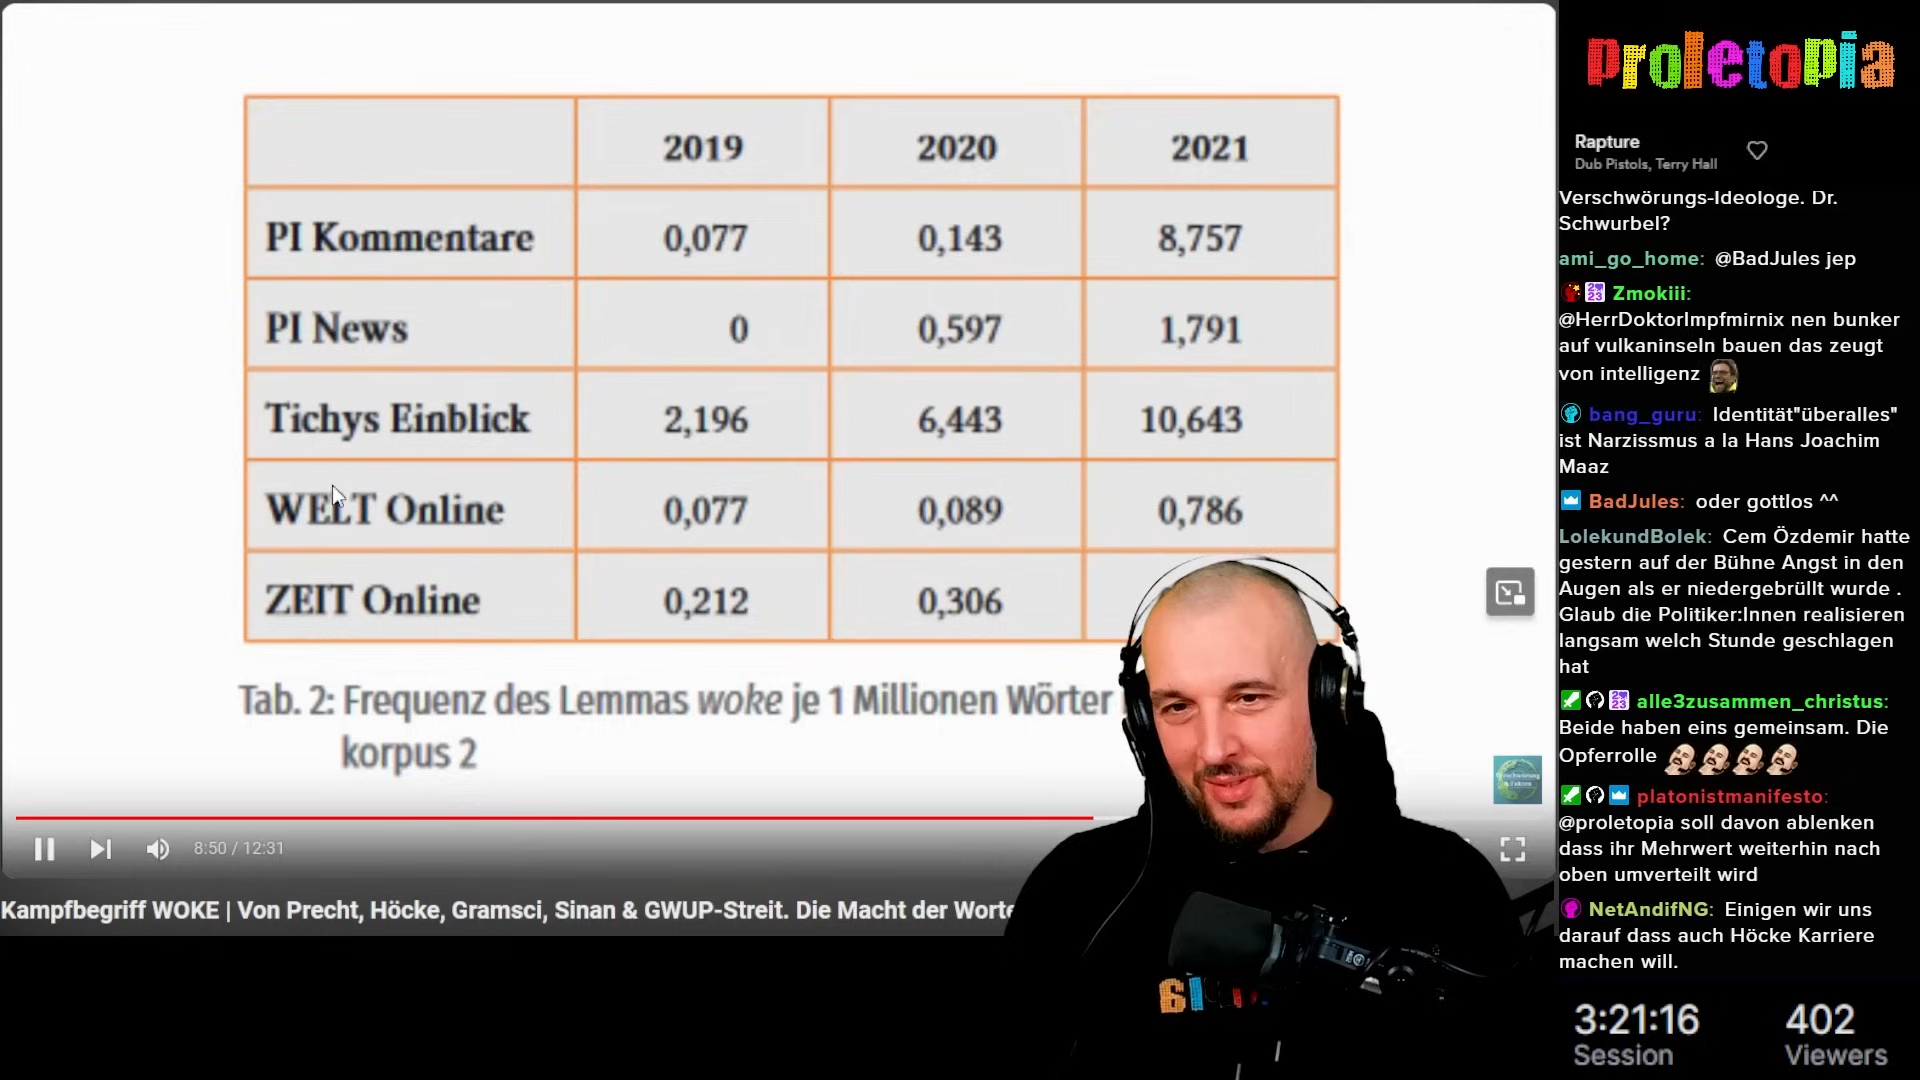 2019 2020 2021
PI Kommentare 0,077 0,143 8,757
PI News 0 0,597 1,791
Tichys Einblick 2,196 6,443 10,643
WELT Online 0,077 0,089 0,786
ZEIT Online 0,212 0,306
Tab. 2: Frequenz des Lemmas woke je 1 Millionen Wörter
korpus 2
8:50 / 12:31
Kampfbegriff WOKE | Von Precht, Höcke, Gramsci, Sinan & GWUP-Streit. Die Macht der Worte
Proletopia
Rapture
Dub Pistols, Terry Hall
Verschwörungs-Ideologe. Dr.
Schwurbel?
ami_go_home: @BadJules jep
Zmokiii:
@HerrDoktorImpfmirnix nen bunker
auf vulkaninseln bauen das zeugt
von intelligenz
bang_guru: Identität"überalles"
ist Narzissmus a la Hans Joachim
Maaz
BadJules: oder gottlos ^^
LolekundBolek: Cem Özdemir hatte
gestern auf der Bühne Angst in den
Augen als er niedergebrüllt wurde .
Glaub die Politiker:Innen realisieren
langsam welch Stunde geschlagen
hat
alle3zusammen_christus:
Beide haben eins gemeinsam. Die
Opferrolle
platonistmanifesto:
@proletopia soll davon ablenken
dass ihr Mehrwert weiterhin nach
oben umverteilt wird
NetAndifNG: Einigen wir uns
darauf dass auch Höcke Karriere
machen will.
3:21:16 402
Session Viewers